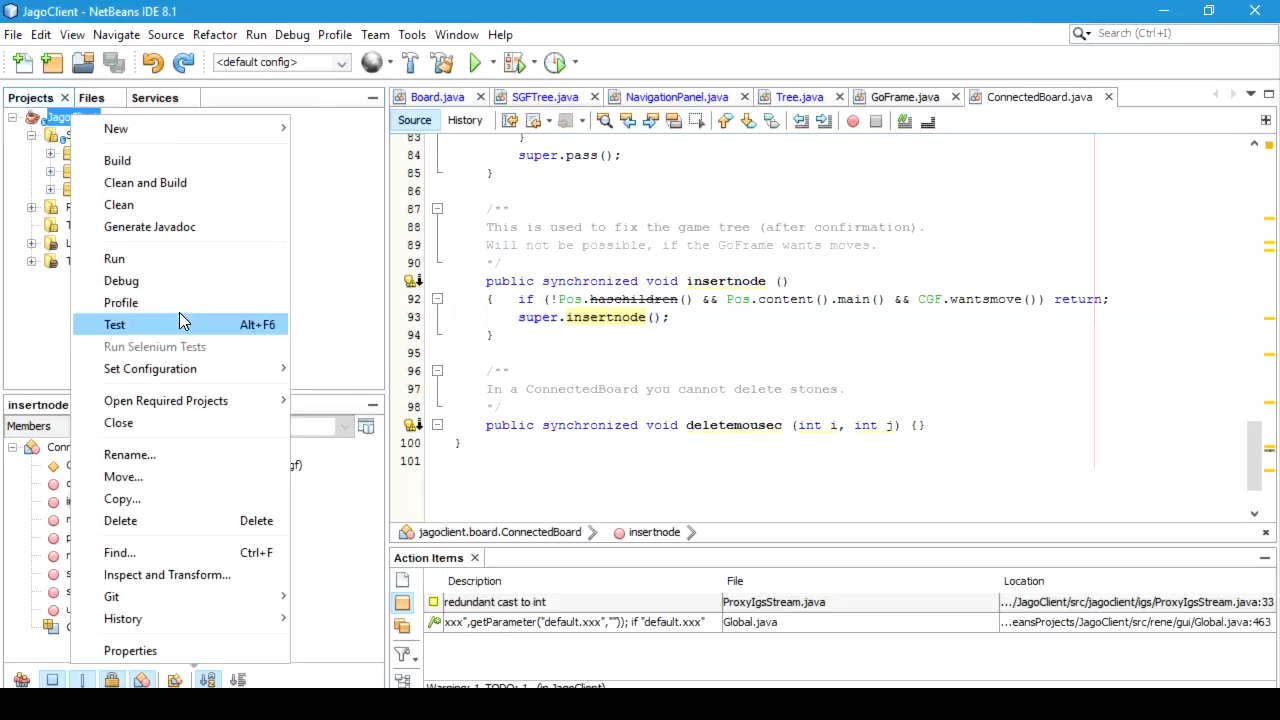 JagoClient - NetBeans IDE 8.1
File Edit View Navigate Source Refactor Run Debug Profile Team Tools Window Help
Search (Ctrl+I)
<default config>
Projects Files Services
Board.java SGFTree.java NavigationPanel.java Tree.java GoFrame.java ConnectedBoard.java
Source History
New
Build
Clean and Build
Clean
Generate Javadoc
Run
Debug
Profile
Test Alt+F6
Run Selenium Tests
Set Configuration
Open Required Projects
Close
Rename...
Move...
Copy...
Delete Delete
Find... Ctrl+F
Inspect and Transform...
Git
History
Properties
insertnode
Members
83 }
84 super.pass();
85 }
86
87 /**
88 This is used to fix the game tree (after confirmation).
89 Will not be possible, if the GoFrame wants moves.
90 */
public synchronized void insertnode ()
92 { if (!Pos.haschildren() && Pos.content().main() && CGF.wantsmove()) return;
93 super.insertnode();
94 }
95
96 /**
97 In a ConnectedBoard you cannot delete stones.
98 */
public synchronized void deletemousec (int i, int j) {}
100 }
101
jagoclient.board.ConnectedBoard insertnode
Action Items
Description File Location
redundant cast to int ProxyIgsStream.java .../JagoClient/src/jagoclient/igs/ProxyIgsStream.java:33
xxx",getParameter("default.xxx","")); if "default.xxx" Global.java ...eansProjects/JagoClient/src/rene/gui/Global.java:463
Warning: 1 TODO: 1 (in JagoClient)